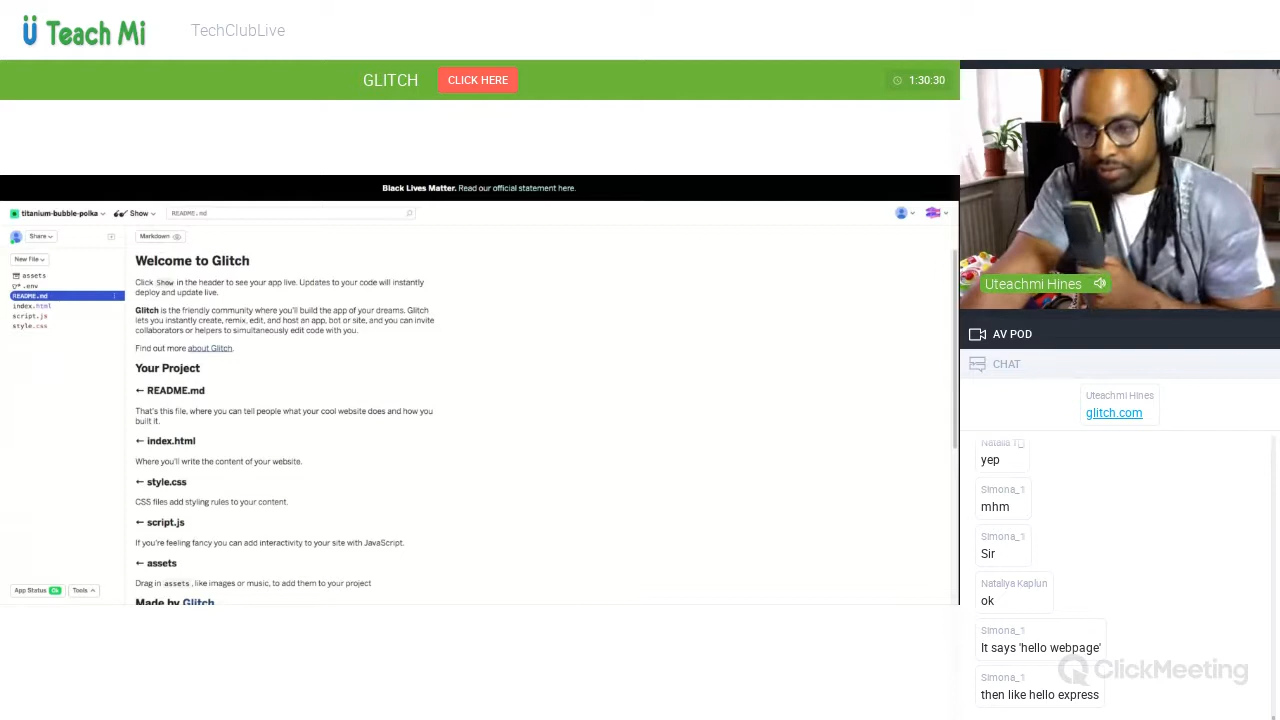 Ü Teach Mi
TechClubLive
GLITCH
CLICK HERE
1:30:30
Black Lives Matter. Read our official statement here.
titanium-bubble-polka
Show
README.md
Share
Markdown
New File
assets
.env
README.md
index.html
script.js
style.css
Welcome to Glitch
Click Show in the header to see your app live. Updates to your code will instantly
deploy and update live.
Glitch is the friendly community where you'll build the app of your dreams. Glitch
lets you instantly create, remix, edit, and host an app, bot or site, and you can invite
collaborators or helpers to simultaneously edit code with you.
Find out more about Glitch.
Your Project
← README.md
That's this file, where you can tell people what your cool website does and how you
built it.
← index.html
Where you'll write the content of your website.
← style.css
CSS files add styling rules to your content.
← script.js
If you're feeling fancy you can add interactivity to your site with JavaScript.
← assets
Drag in assets, like images or music, to add them to your project
Made by Glitch
App Status Ok
Tools
Uteachmi Hines
AV POD
CHAT
Uteachmi Hines
glitch.com
Natalia
yep
Simona_1
mhm
Simona_1
Sir
Nataliya Kaplun
ok
Simona_1
It says 'hello webpage'
Simona_1
then like hello express
ClickMeeting